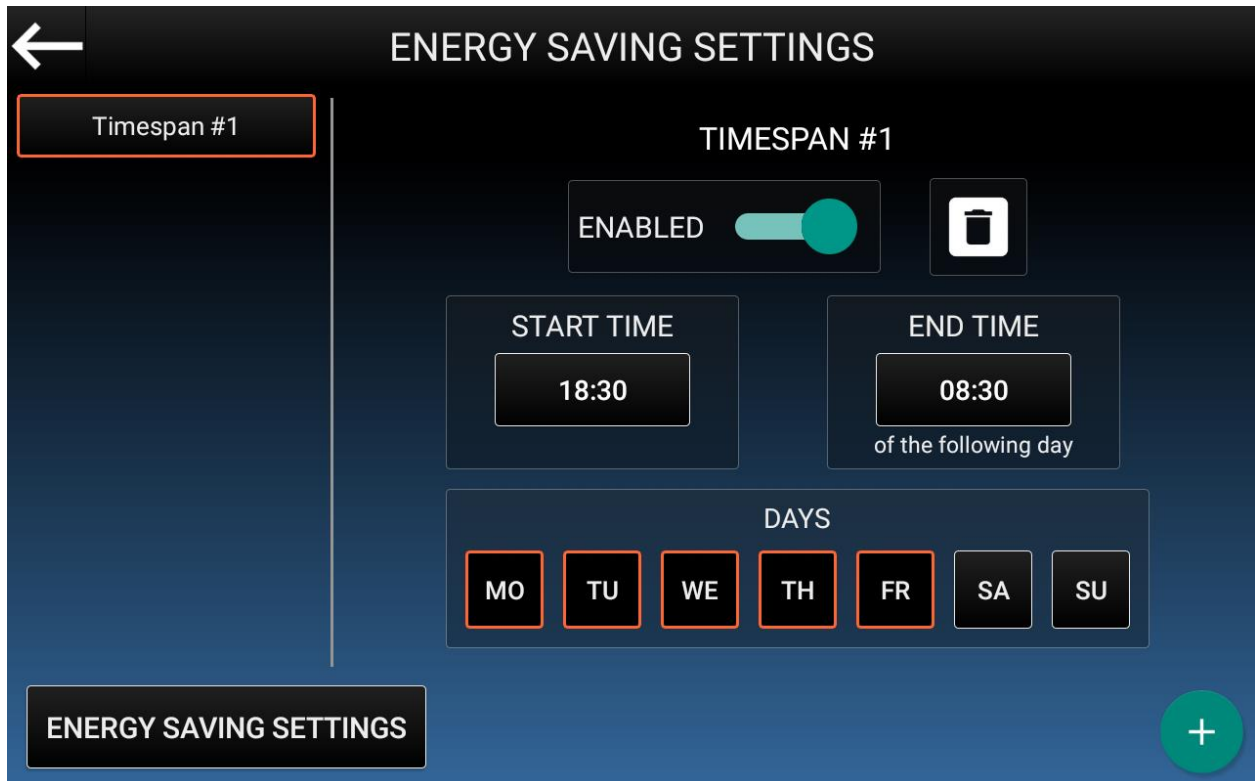 ENERGY SAVING SETTINGS
Timespan #1
TIMESPAN #1
ENABLED
START TIME
18:30
END TIME
08:30
of the following day
DAYS
MO TU WE TH FR SA SU
ENERGY SAVING SETTINGS
+